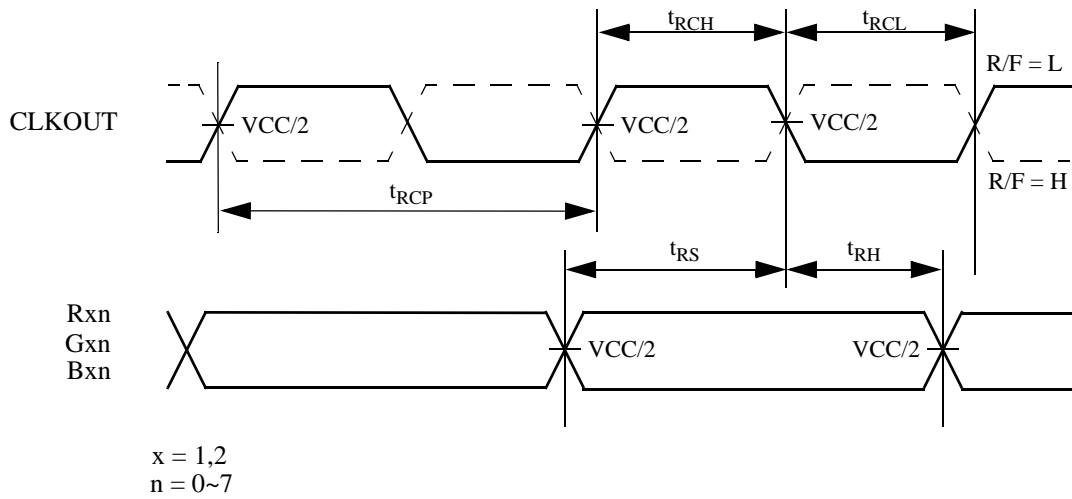 tRCH
tRCL
R/F = L
CLKOUT
VCC/2
VCC/2
VCC/2
R/F = H
tRCP
tRS
tRH
Rxn
Gxn
Bxn
VCC/2
VCC/2
x = 1,2
n = 0~7